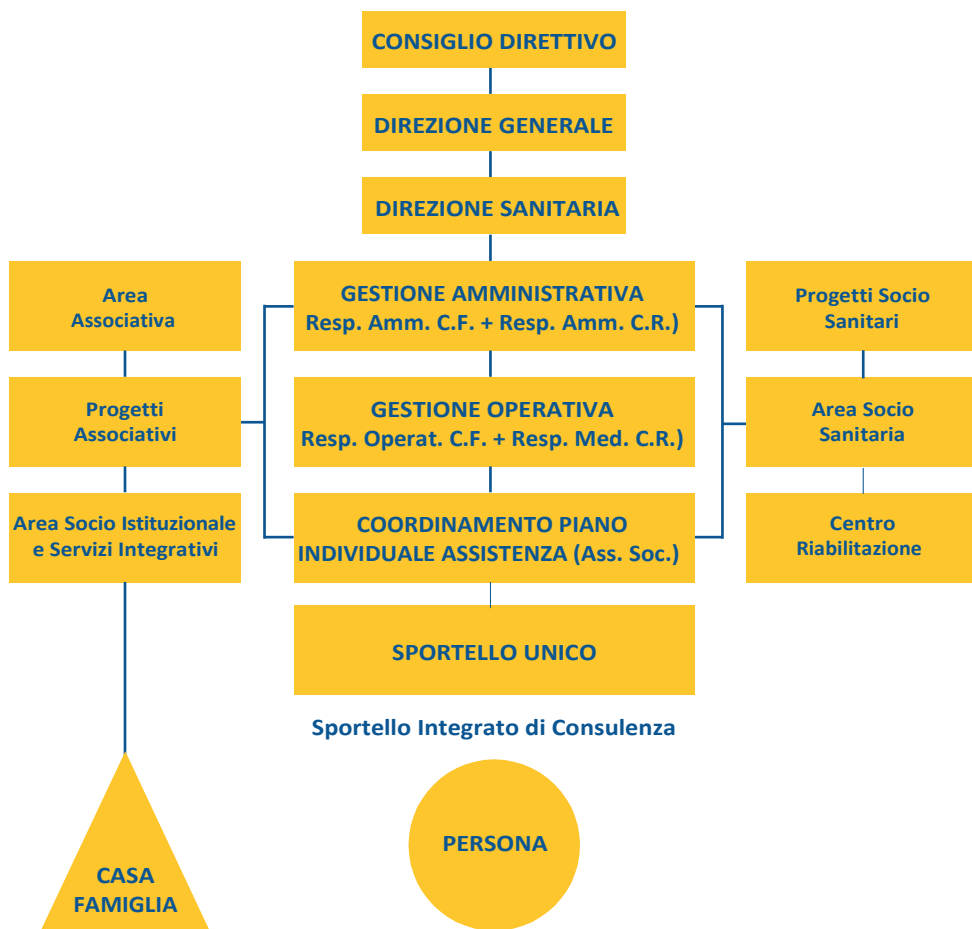 CONSIGLIO DIRETTIVO
DIREZIONE GENERALE
DIREZIONE SANITARIA
Area
Associativa
GESTIONE AMMINISTRATIVA
Resp. Amm. C.F. + Resp. Amm. C.R.)
Progetti Socio
Sanitari
Progetti
Associativi
GESTIONE OPERATIVA
Resp. Operat. C.F. + Resp. Med. C.R.)
Area Socio
Sanitaria
Area Socio Istituzionale
e Servizi Integrativi
COORDINAMENTO PIANO
INDIVIDUALE ASSISTENZA (Ass. Soc.)
Centro
Riabilitazione
SPORTELLO UNICO
Sportello Integrato di Consulenza
PERSONA
CASA
FAMIGLIA